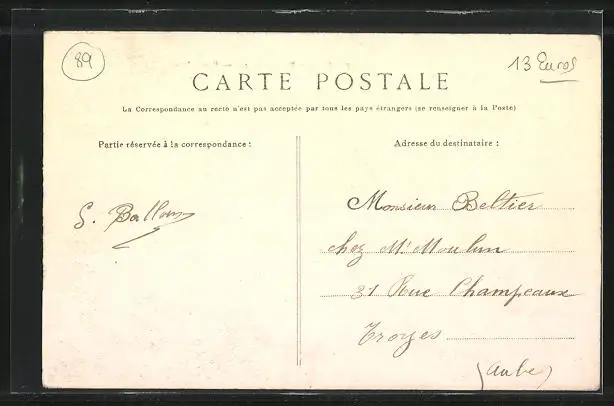 89
13 Euros
CARTE POSTALE
La Correspondance au recto n'est pas acceptée par tous les pays étrangers (se renseigner à la Poste)
Partie réservée à la correspondance :
Adresse du destinataire :
Monsieur Beltier
chez Mr Moulun
31 Rue Champeaux
Troyes
(Aube)